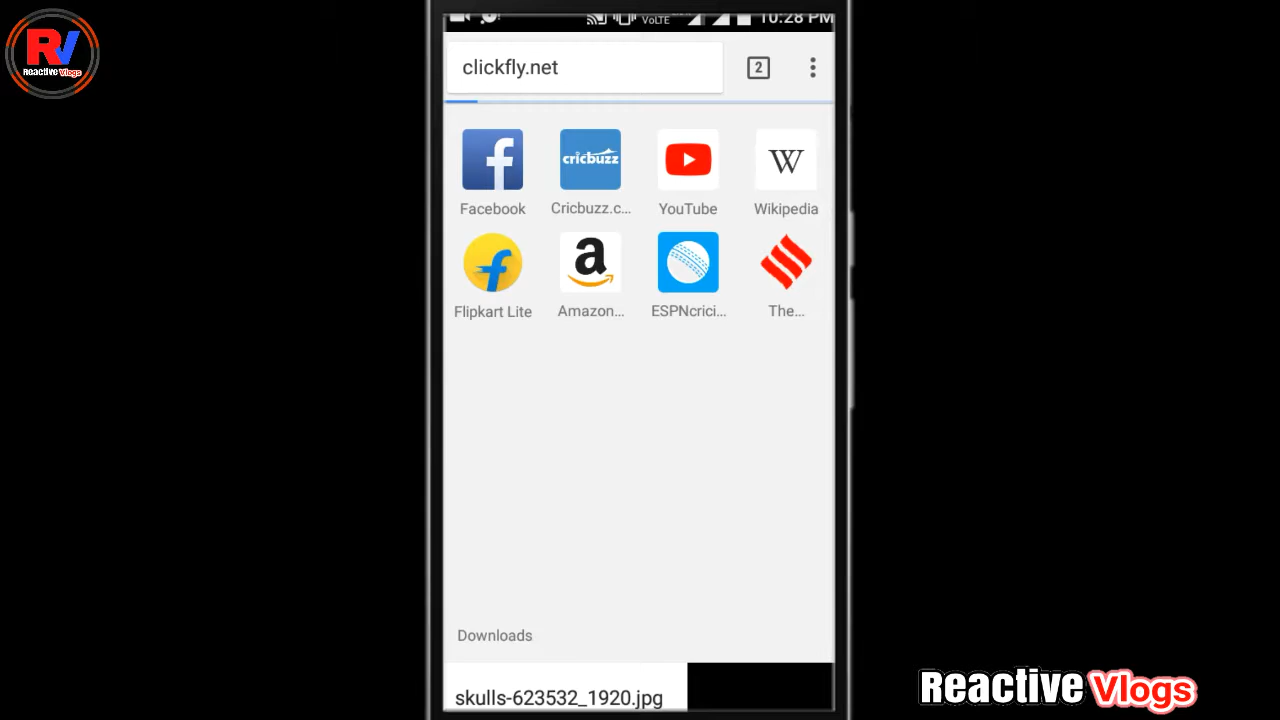 RV
Reactive Vlogs
VoLTE
10:28 PM
clickfly.net
2
f
cricbuzz
W
Facebook
Cricbuzz.c...
YouTube
Wikipedia
f
a
Flipkart Lite
Amazon...
ESPNcrici...
The...
Downloads
skulls-623532_1920.jpg
Reactive Vlogs